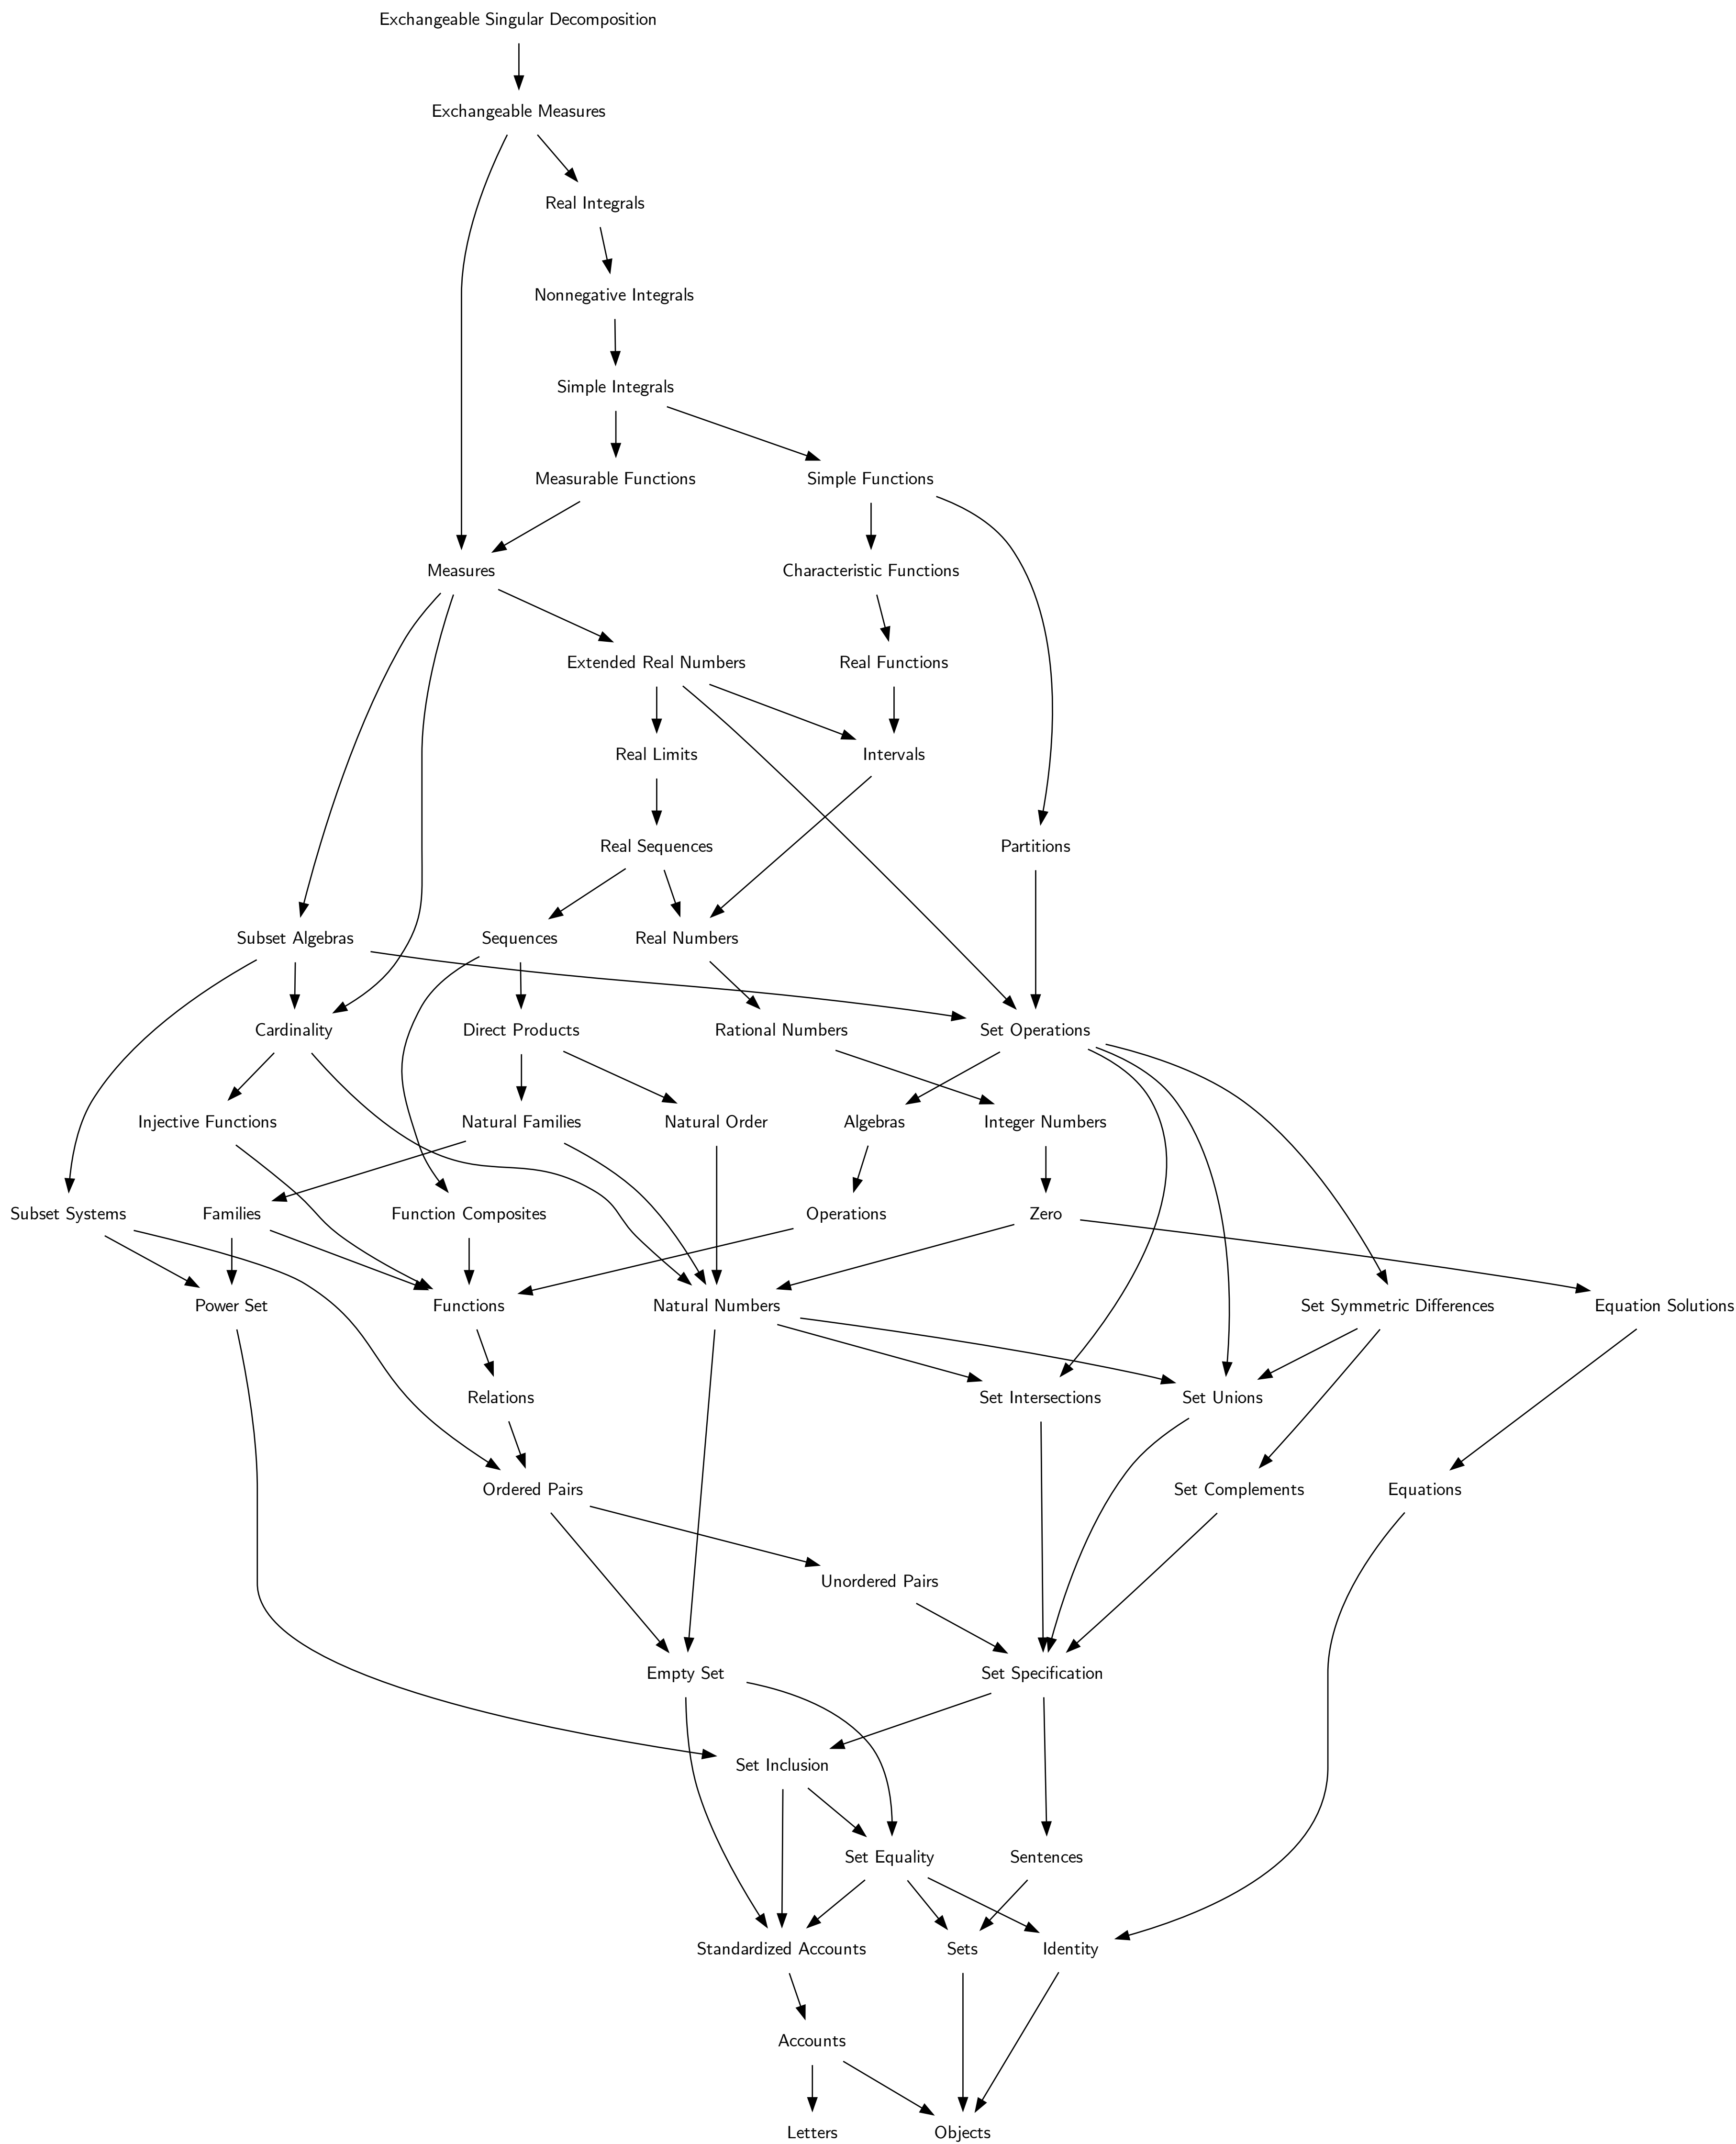 Exchangeable Singular Decomposition
Exchangeable Measures
Real Integrals
Nonnegative Integrals
Simple Integrals
Measurable Functions
Simple Functions
Measures
Characteristic Functions
Extended Real Numbers
Real Functions
Real Limits
Intervals
Real Sequences
Partitions
Subset Algebras
Sequences
Real Numbers
Cardinality
Direct Products
Rational Numbers
Set Operations
Injective Functions
Natural Families
Natural Order
Algebras
Integer Numbers
Subset Systems
Families
Function Composites
Operations
Zero
Power Set
Functions
Natural Numbers
Set Symmetric Differences
Equation Solutions
Relations
Set Intersections
Set Unions
Ordered Pairs
Set Complements
Equations
Unordered Pairs
Empty Set
Set Specification
Set Inclusion
Set Equality
Sentences
Standardized Accounts
Sets
Identity
Accounts
Letters
Objects